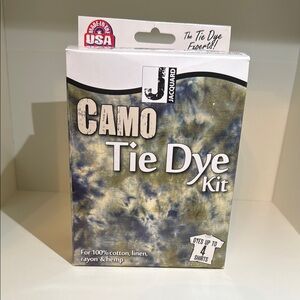 MADE IN THE
USA
The Tie Dye
Experts!
JACQUARD
CAMO
Tie Dye
Kit
For 100% cotton, linen,
rayon & hemp
DYES UP TO
4
SHIRTS